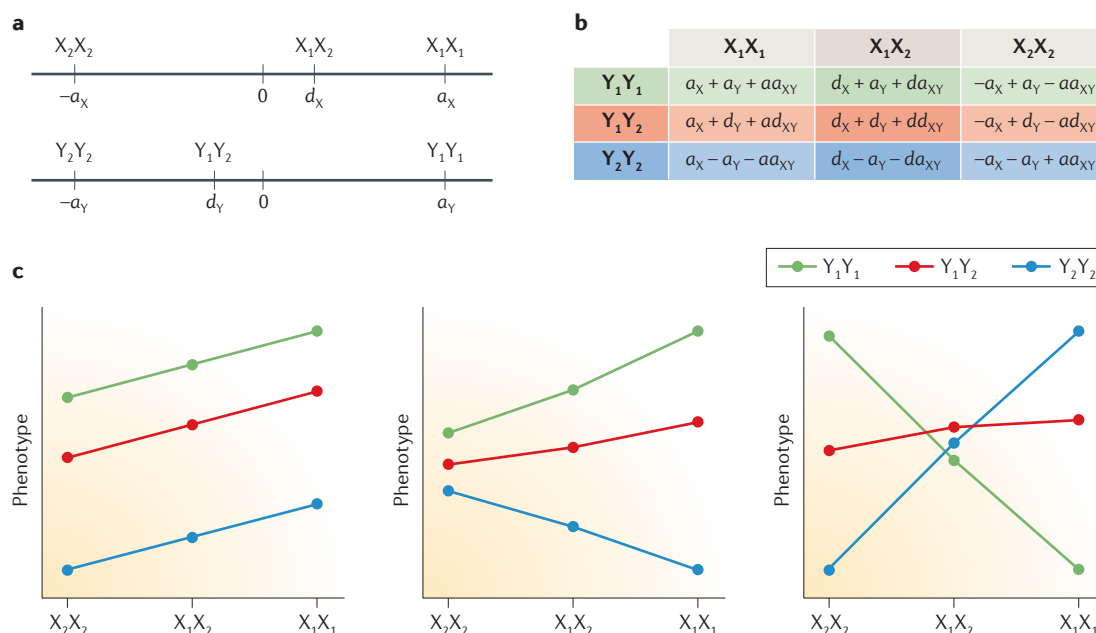 a
X₂X₂ X₁X₂ X₁X₁
−aX 0 dX aX
Y₂Y₂ Y₁Y₂ Y₁Y₁
−aY dY 0 aY
b
X₁X₁ X₁X₂ X₂X₂
Y₁Y₁ aX + aY + aaXY dX + aY + daXY −aX + aY − aaXY
Y₁Y₂ aX + dY + adXY dX + dY + ddXY −aX + dY − adXY
Y₂Y₂ aX − aY − aaXY dX − aY − daXY −aX − aY + aaXY
c
Y₁Y₁ Y₁Y₂ Y₂Y₂
Phenotype
X₂X₂ X₁X₂ X₁X₁
Phenotype
X₂X₂ X₁X₂ X₁X₁
Phenotype
X₂X₂ X₁X₂ X₁X₁